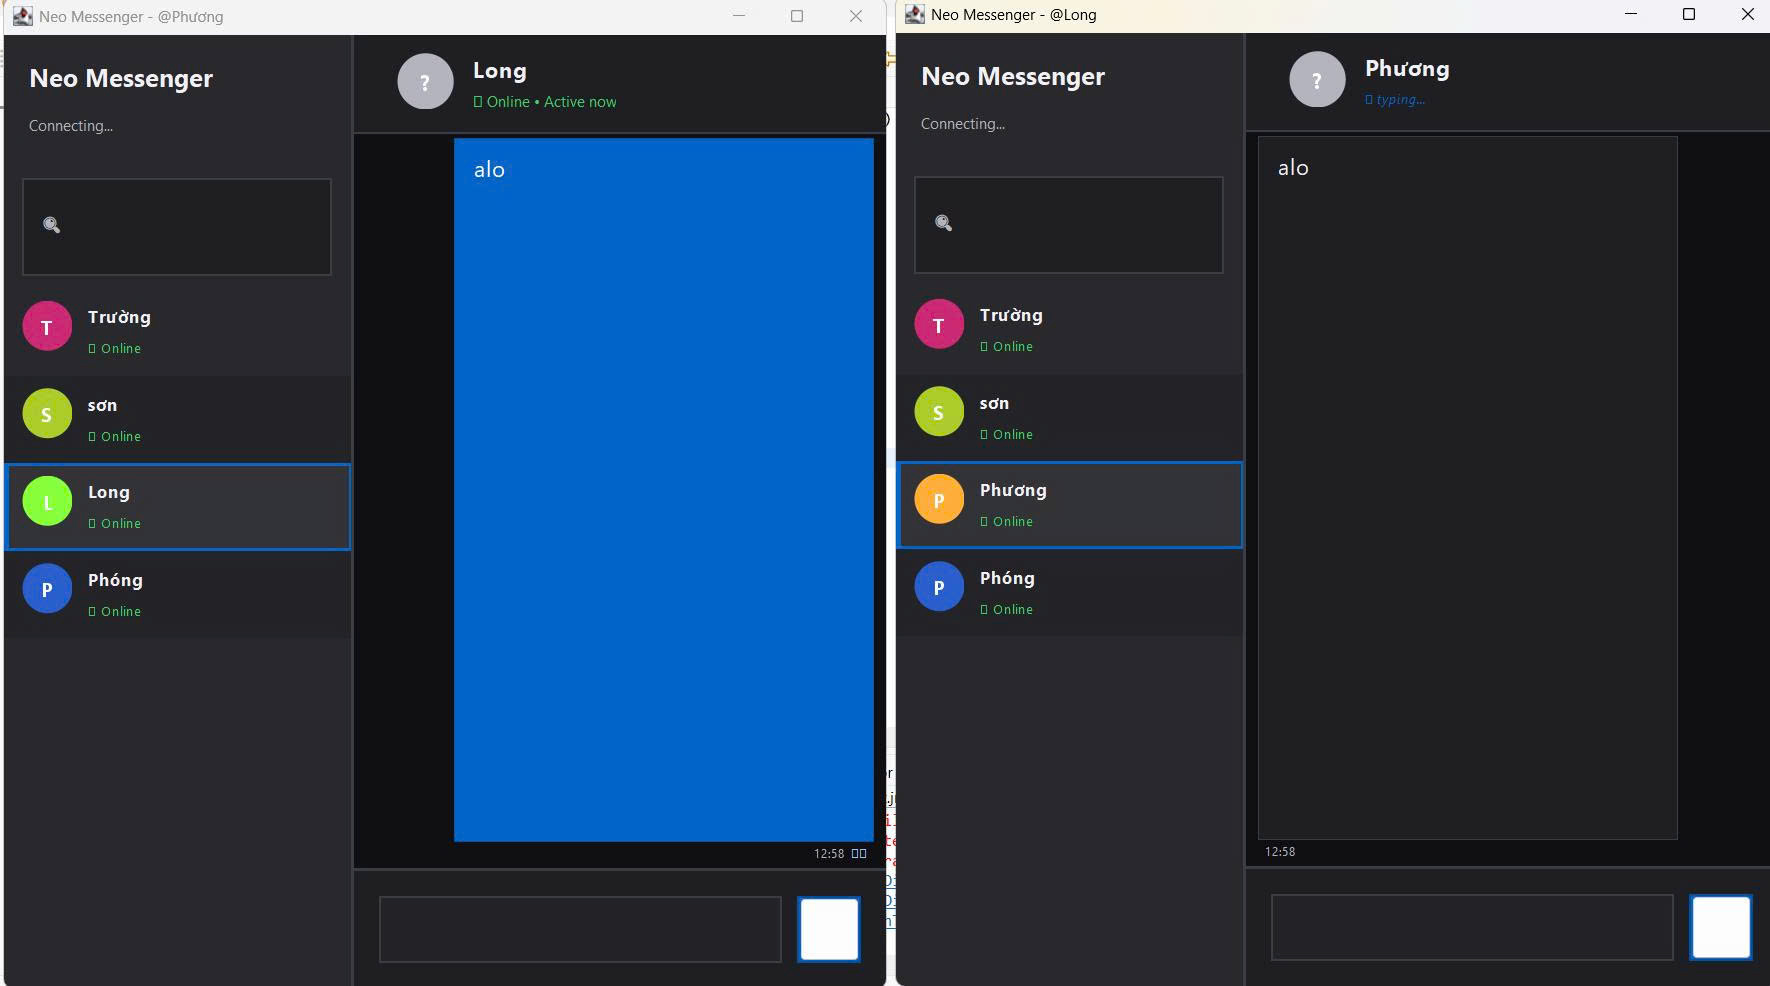 Neo Messenger - @Phương
Neo Messenger
Connecting...
Trường
Online
sơn
Online
Long
Online
Phóng
Online
?
Long
Online • Active now
alo
12:58
T
S
L
P
Neo Messenger - @Long
Neo Messenger
Connecting...
Trường
Online
sơn
Online
Phương
Online
Phóng
Online
?
Phương
typing...
alo
12:58
T
S
P
P